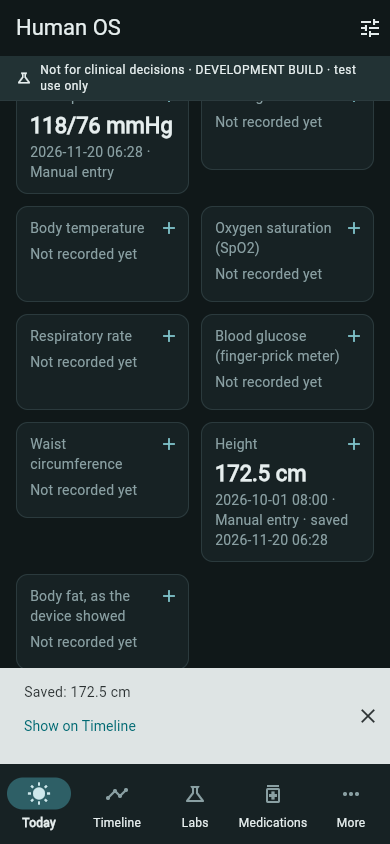 Human OS
Not for clinical decisions · DEVELOPMENT BUILD · test
use only
118/76 mmHg
2026-11-20 06:28 ·
Manual entry
Not recorded yet
Body temperature
Not recorded yet
Oxygen saturation
(SpO2)
Not recorded yet
Respiratory rate
Not recorded yet
Blood glucose
(finger-prick meter)
Not recorded yet
Waist
circumference
Not recorded yet
Height
172.5 cm
2026-10-01 08:00 ·
Manual entry · saved
2026-11-20 06:28
Body fat, as the
device showed
Not recorded yet
Saved: 172.5 cm
Show on Timeline
Today
Timeline
Labs
Medications
More